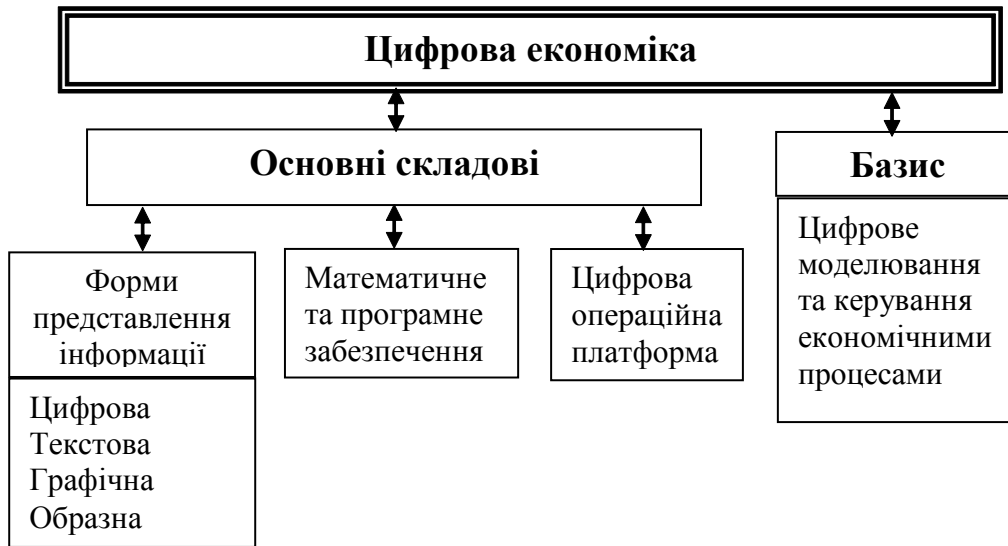 Цифрова економіка
Основні складові
Базис
Форми
представлення
інформації
Математичне
та програмне
забезпечення
Цифрова
операційна
платформа
Цифрове
моделювання
та керування
економічними
процесами
Цифрова
Текстова
Графічна
Образна